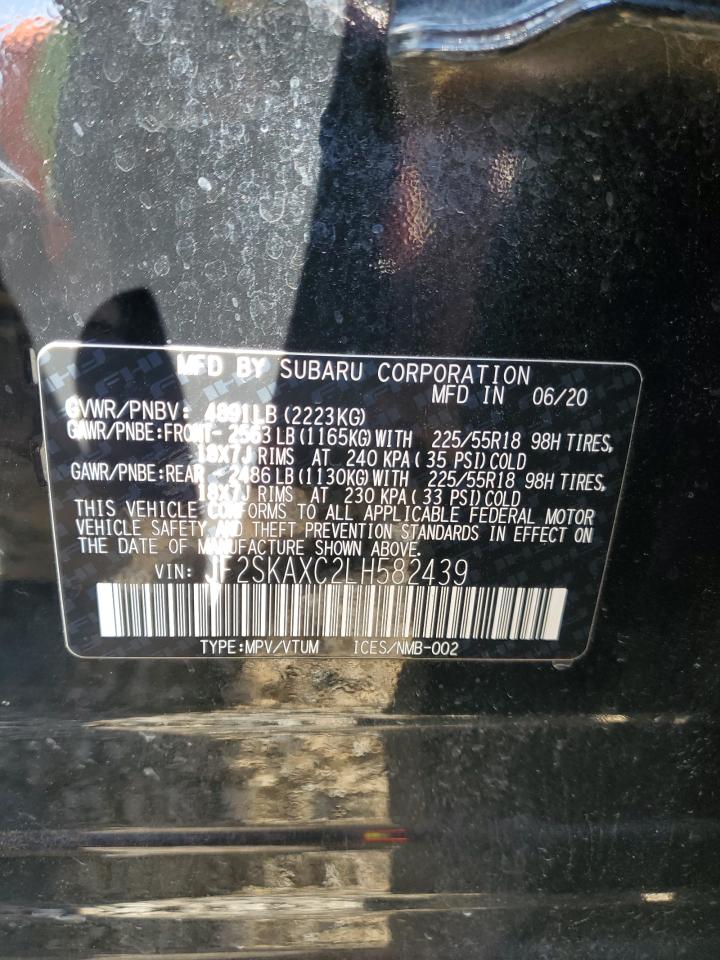 MFD BY SUBARU CORPORATION
MFD IN 06/20
GVWR/PNBV: 4891LB (2223KG)
GAWR/PNBE:FRONT- 2563 LB (1165KG) WITH 225/55R18 98H TIRES,
18X7J RIMS AT 240 KPA ( 35 PSI) COLD
GAWR/PNBE:REAR - 2486 LB (1130KG) WITH 225/55R18 98H TIRES,
18X7J RIMS AT 230 KPA ( 33 PSI) COLD
THIS VEHICLE CONFORMS TO ALL APPLICABLE FEDERAL MOTOR
VEHICLE SAFETY AND THEFT PREVENTION STANDARDS IN EFFECT ON
THE DATE OF MANUFACTURE SHOWN ABOVE.
VIN: JF2SKAXC2LH582439
TYPE:MPV/VTUM ICES/NMB-002